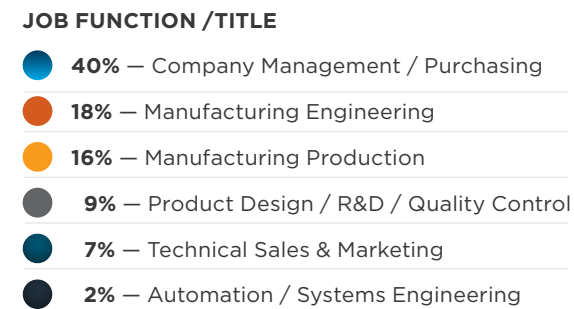 JOB FUNCTION /TITLE
40% — Company Management / Purchasing
18% — Manufacturing Engineering
16% — Manufacturing Production
9% — Product Design / R&D / Quality Control
7% — Technical Sales & Marketing
2% — Automation / Systems Engineering